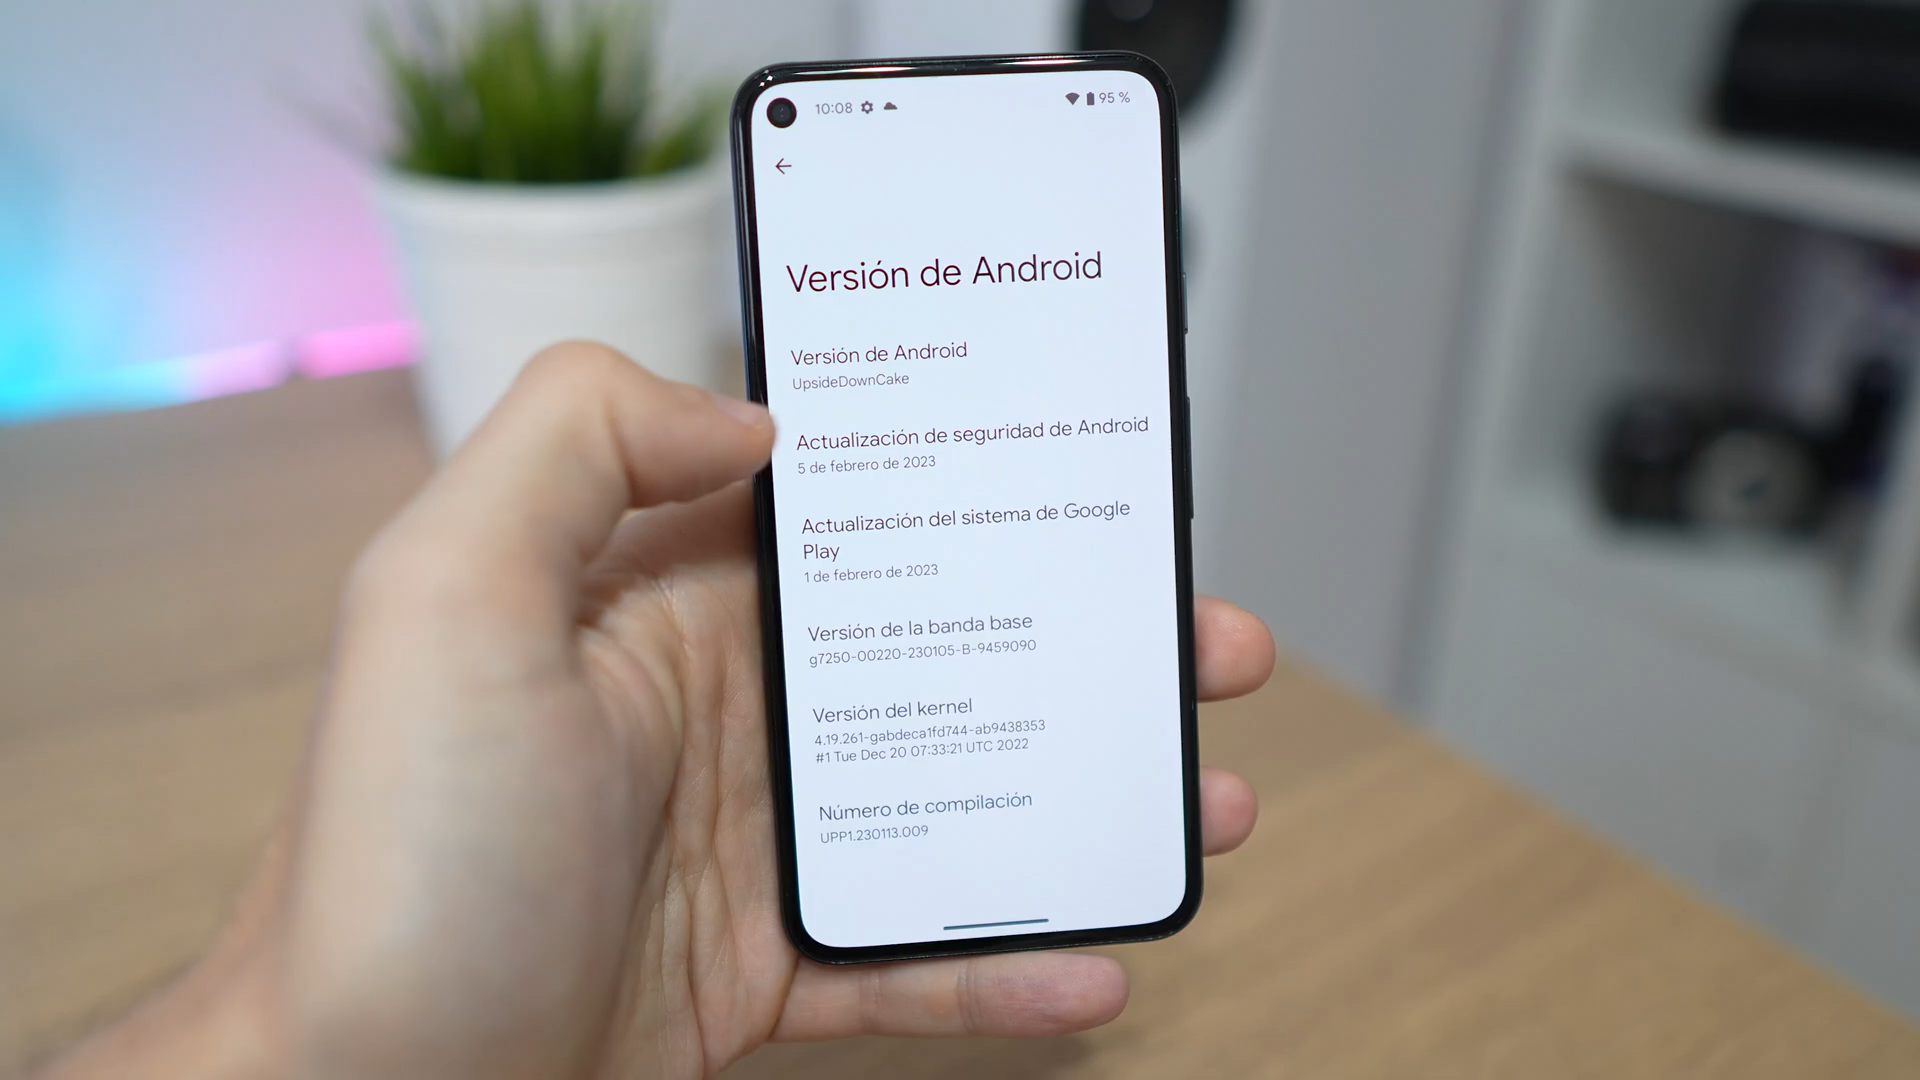 10:08
95 %
Versión de Android
Versión de Android
UpsideDownCake
Actualización de seguridad de Android
5 de febrero de 2023
Actualización del sistema de Google
Play
1 de febrero de 2023
Versión de la banda base
g7250-00220-230105-B-9459090
Versión del kernel
4.19.261-gabdeca1fd744-ab9438353
#1 Tue Dec 20 07:33:21 UTC 2022
Número de compilación
UPP1.230113.009